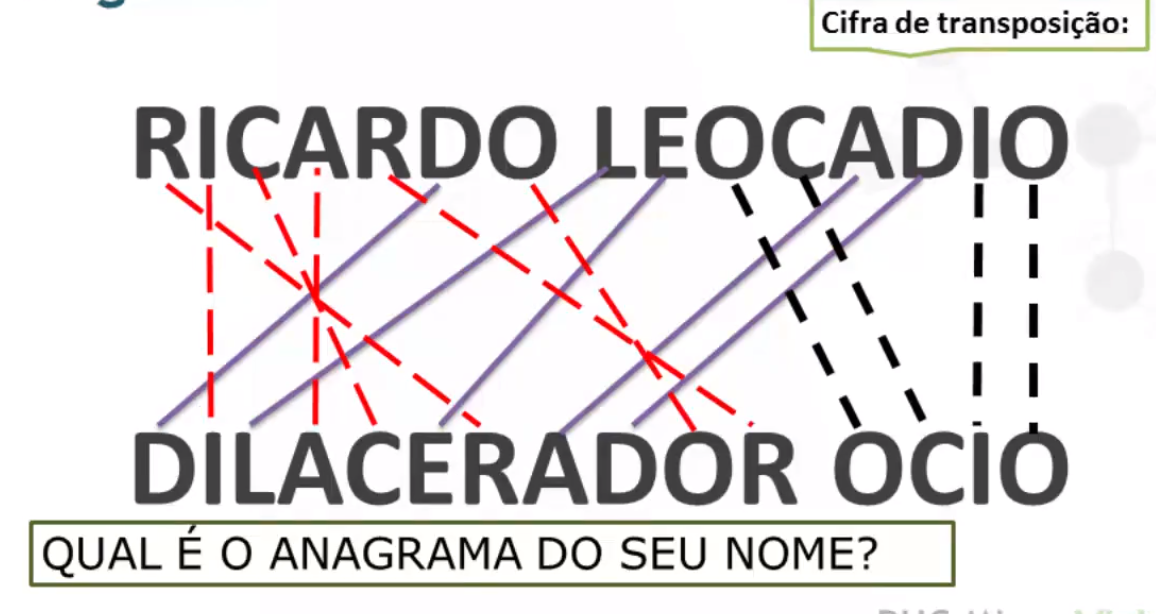 Cifra de transposição:
RICARDO LEOCADIO
DILACERADOR OCIO
QUAL É O ANAGRAMA DO SEU NOME?